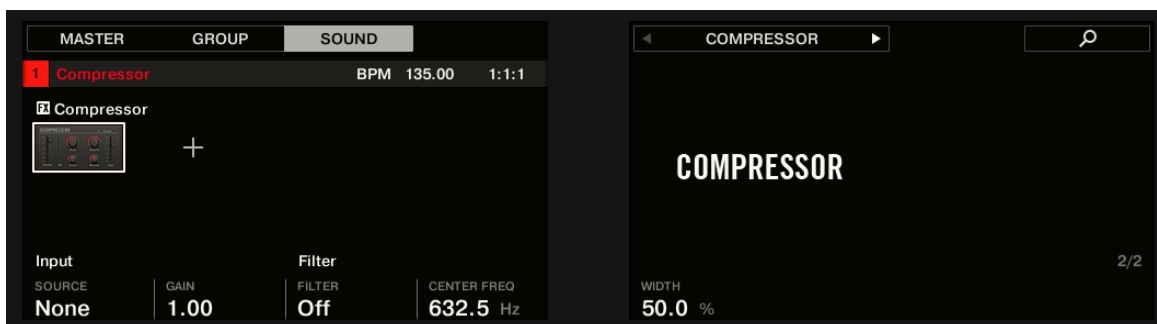 MASTER GROUP SOUND
1 Compressor BPM 135.00 1:1:1
FX Compressor
COMPRESSOR
Input Filter
SOURCE GAIN FILTER CENTER FREQ
None 1.00 Off 632.5 Hz
COMPRESSOR
COMPRESSOR
2/2
WIDTH
50.0 %